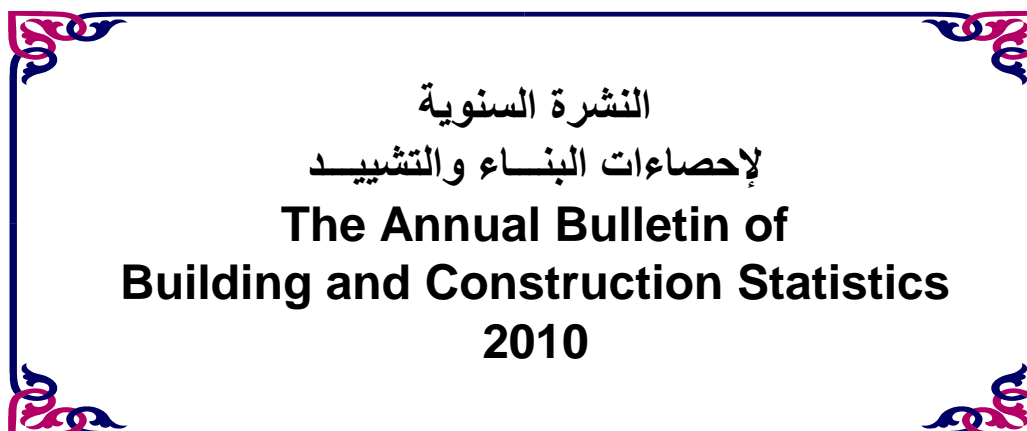 النشرة السنوية
لإحصاءات البنـــاء والتشييـــد
The Annual Bulletin of
Building and Construction Statistics
2010